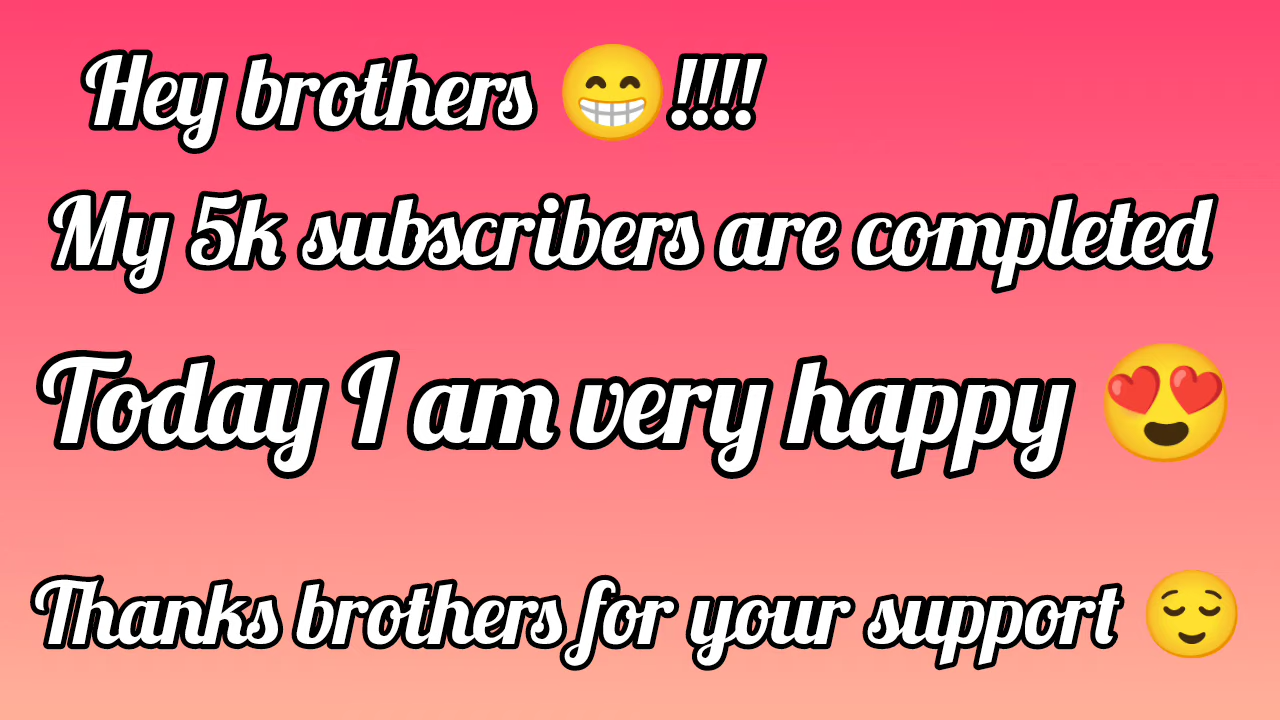 Hey brothers 😁!!!!
My 5k subscribers are completed
Today I am very happy 😍
Thanks brothers for your support 😌